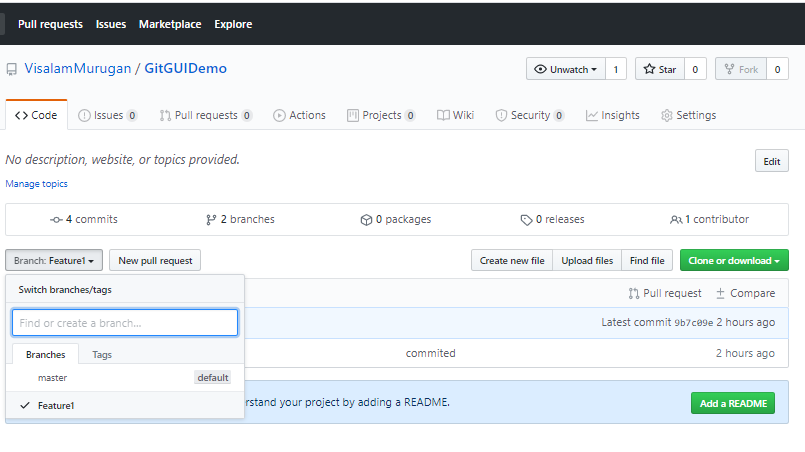 Pull requests Issues Marketplace Explore
VisalamMurugan / GitGUIDemo
Unwatch 1 Star 0 Fork 0
Code Issues 0 Pull requests 0 Actions Projects 0 Wiki Security 0 Insights Settings
No description, website, or topics provided.
Edit
Manage topics
4 commits 2 branches 0 packages 0 releases 1 contributor
Branch: Feature1 New pull request Create new file Upload files Find file Clone or download
Switch branches/tags
Pull request Compare
Find or create a branch...
Latest commit 9b7c09e 2 hours ago
Branches Tags
commited 2 hours ago
master default
Feature1
rstand your project by adding a README.
Add a README